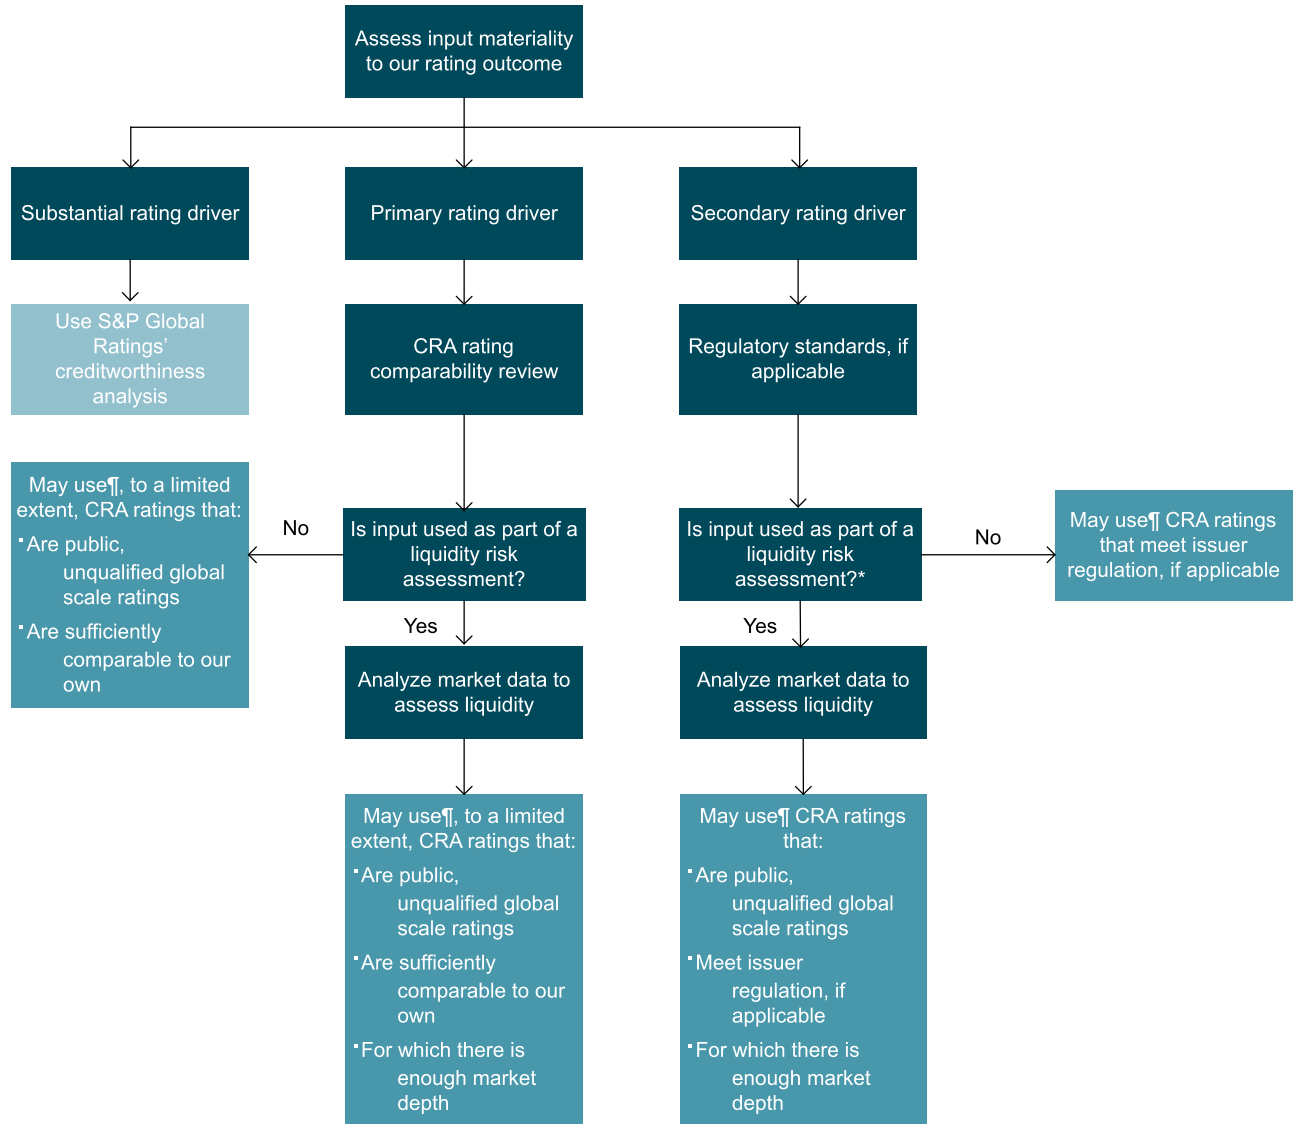 Assess input materiality
to our rating outcome
Substantial rating driver
Primary rating driver
Secondary rating driver
Use S&P Global
Ratings’
creditworthiness
analysis
CRA rating
comparability review
Regulatory standards, if
applicable
May use¶, to a limited
extent, CRA ratings that:
▪Are public,
unqualified global
scale ratings
▪Are sufficiently
comparable to our
own
No
Is input used as part of a
liquidity risk
assessment?
Is input used as part of a
liquidity risk
assessment?*
No
May use¶ CRA ratings
that meet issuer
regulation, if applicable
Yes
Yes
Analyze market data to
assess liquidity
Analyze market data to
assess liquidity
May use¶, to a limited
extent, CRA ratings that:
▪Are public,
unqualified global
scale ratings
▪Are sufficiently
comparable to our
own
▪For which there is
enough market
depth
May use¶ CRA ratings
that:
▪Are public,
unqualified global
scale ratings
▪Meet issuer
regulation, if
applicable
▪For which there is
enough market
depth